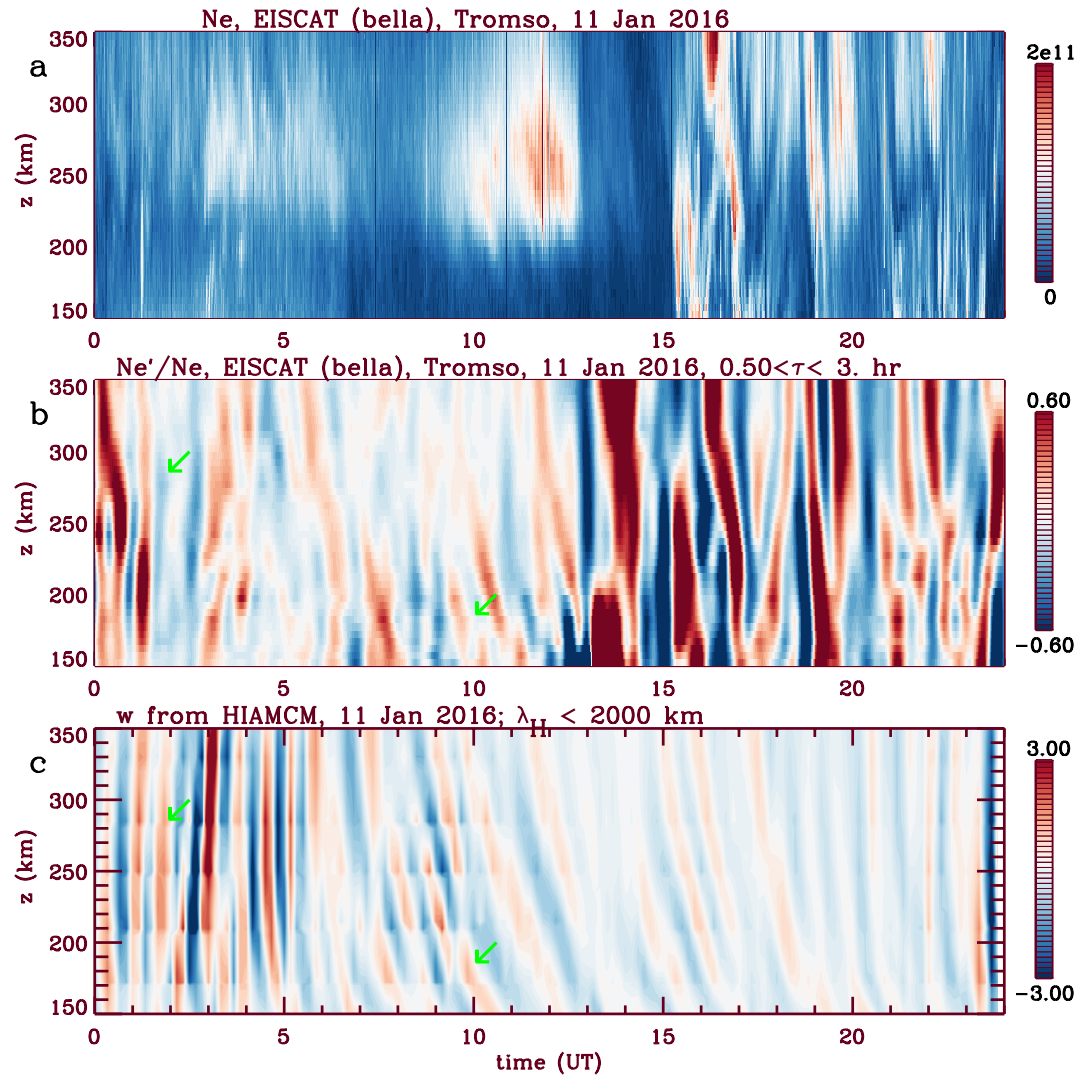 Ne, EISCAT (bella), Tromso, 11 Jan 2016
a
350
300
250
200
150
z (km)
0 5 10 15 20
2e11
0
Ne'/Ne, EISCAT (bella), Tromso, 11 Jan 2016, 0.50<τ< 3. hr
b
350
300
250
200
150
z (km)
0 5 10 15 20
0.60
−0.60
w from HIAMCM, 11 Jan 2016; λH < 2000 km
c
350
300
250
200
150
z (km)
0 5 10 15 20
time (UT)
3.00
−3.00